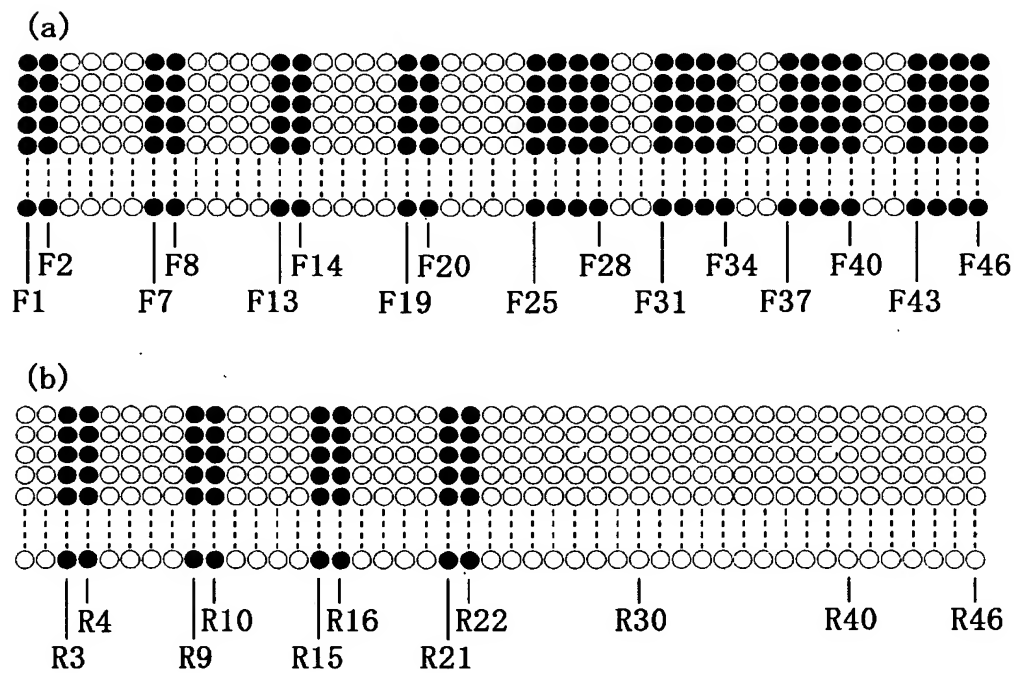 (a)
F2 F8 F14 F20 F28 F34 F40 F46
F1 F7 F13 F19 F25 F31 F37 F43
(b)
R4 R10 R16 R22 R30 R40 R46
R3 R9 R15 R21